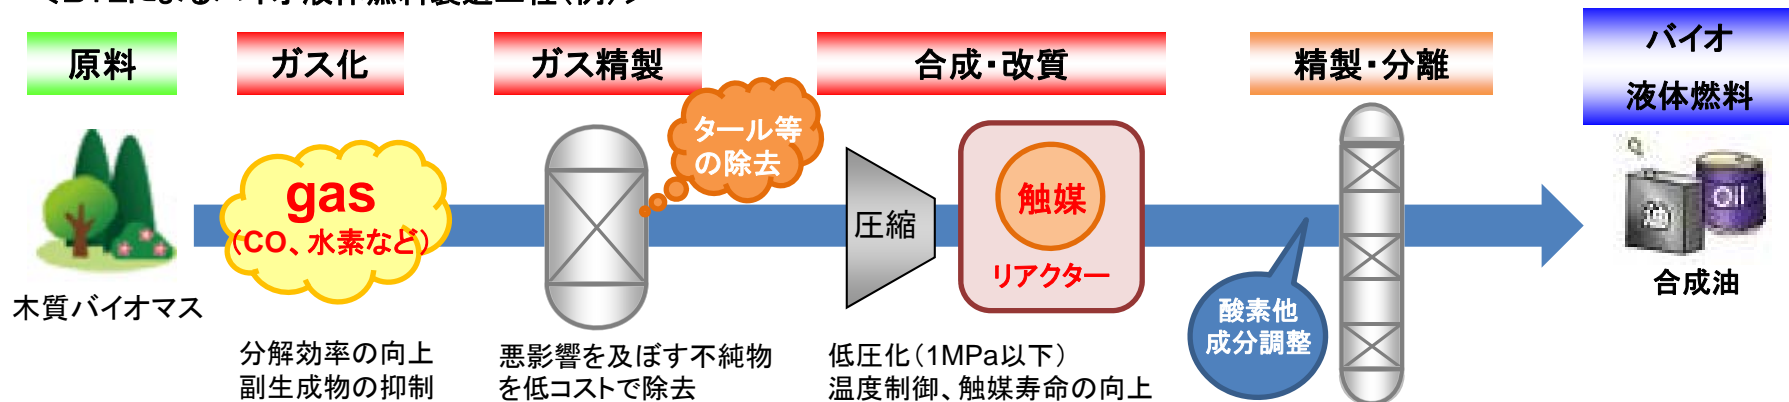 原料
ガス化
ガス精製
合成・改質
精製・分離
バイオ
液体燃料
タール等
の除去
gas
(CO、水素など)
圧縮
触媒
リアクター
Oil
油
木質バイオマス
合成油
酸素他
成分調整
分解効率の向上
副生成物の抑制
悪影響を及ぼす不純物
を低コストで除去
低圧化(1MPa以下)
温度制御、触媒寿命の向上